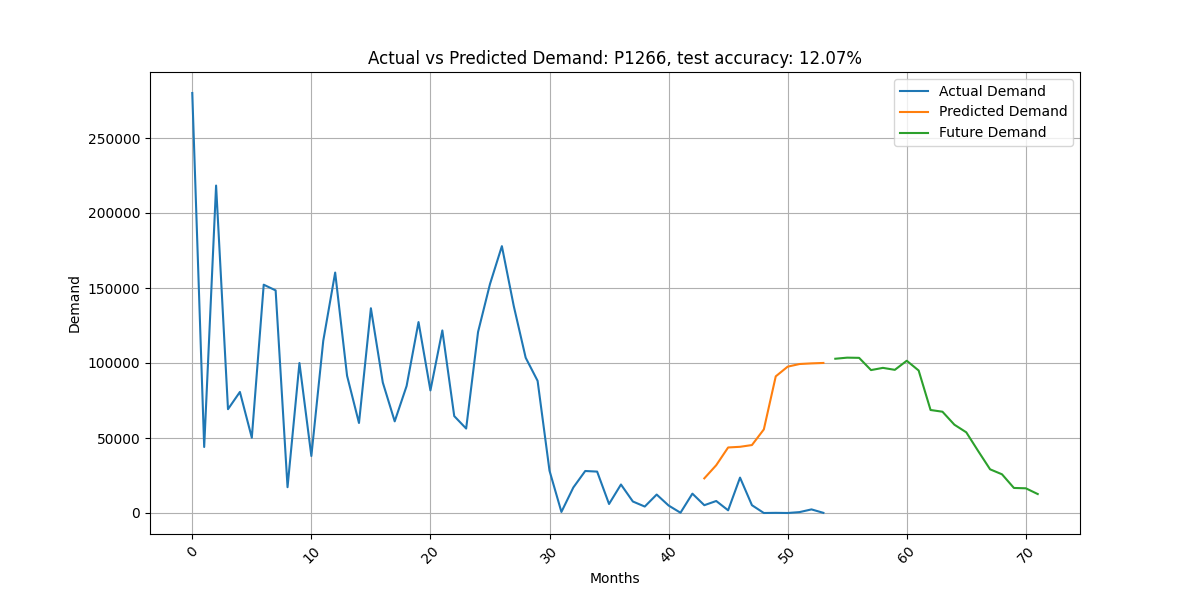 Actual vs Predicted Demand: P1266, test accuracy: 12.07%
Actual Demand
Predicted Demand
Future Demand
250000
200000
150000
100000
50000
0
Demand
0 10 20 30 40 50 60 70
Months